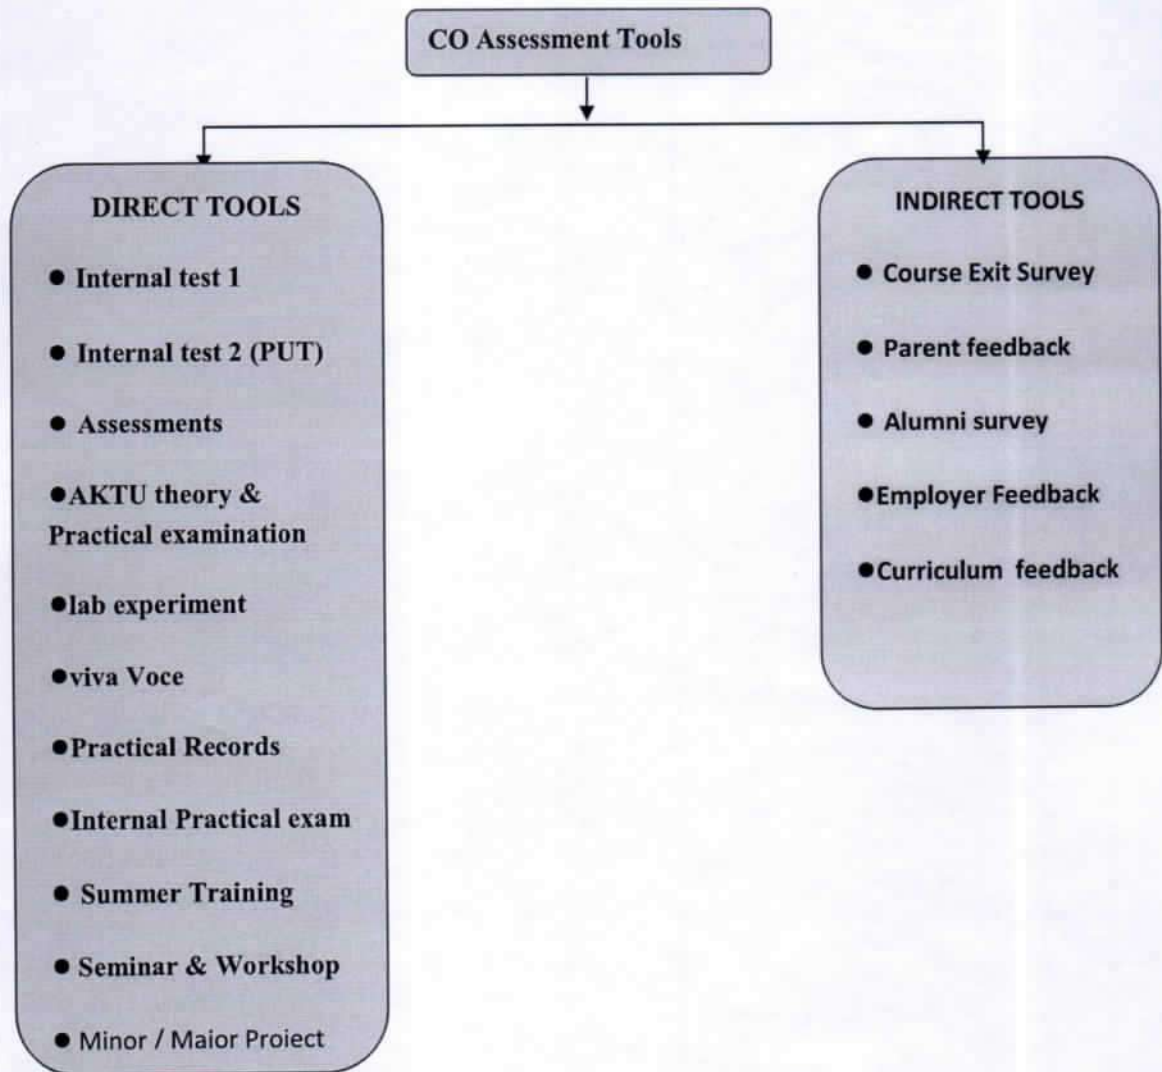 CO Assessment Tools
DIRECT TOOLS
● Internal test 1
● Internal test 2 (PUT)
● Assessments
●AKTU theory &
Practical examination
●lab experiment
●viva Voce
●Practical Records
●Internal Practical exam
● Summer Training
● Seminar & Workshop
● Minor / Maior Proiect
INDIRECT TOOLS
● Course Exit Survey
● Parent feedback
● Alumni survey
●Employer Feedback
●Curriculum feedback